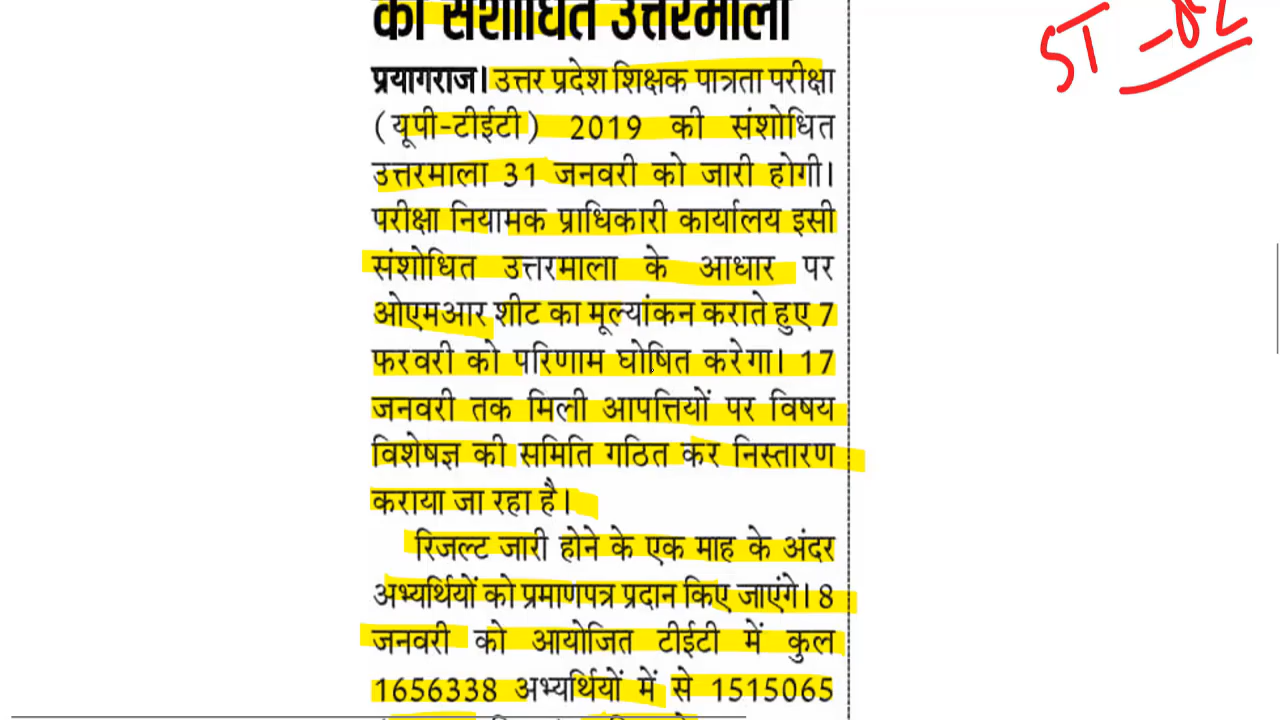 की संशोधित उत्तरमाला
ST -82
प्रयागराज। उत्तर प्रदेश शिक्षक पात्रता परीक्षा
(यूपी-टीईटी) 2019 की संशोधित
उत्तरमाला 31 जनवरी को जारी होगी।
परीक्षा नियामक प्राधिकारी कार्यालय इसी
संशोधित उत्तरमाला के आधार पर
ओएमआर शीट का मूल्यांकन कराते हुए 7
फरवरी को परिणाम घोषित करेगा। 17
जनवरी तक मिली आपत्तियों पर विषय
विशेषज्ञ की समिति गठित कर निस्तारण
कराया जा रहा है।
रिजल्ट जारी होने के एक माह के अंदर
अभ्यर्थियों को प्रमाणपत्र प्रदान किए जाएंगे। 8
जनवरी को आयोजित टीईटी में कुल
1656338 अभ्यर्थियों में से 1515065